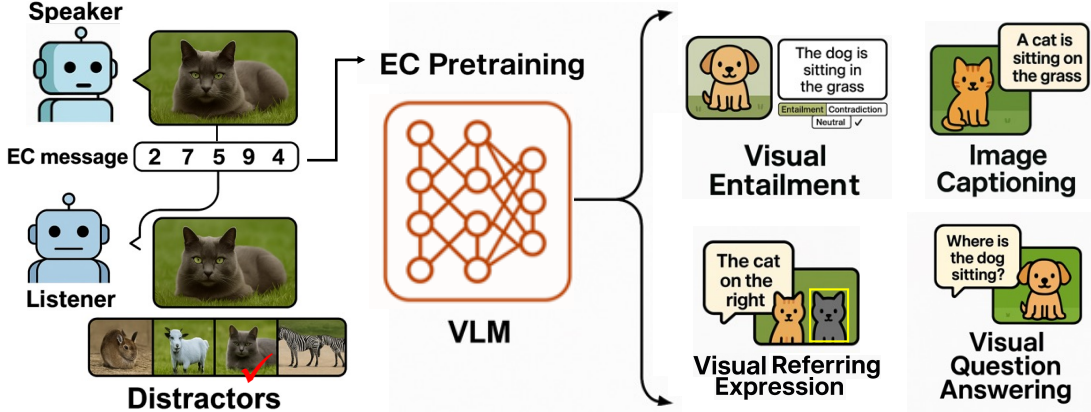 Speaker
EC message
2 7 5 9 4
Listener
Distractors
EC Pretraining
VLM
The dog is
sitting in
the grass
Entailment Contradiction
Neutral ✓
Visual
Entailment
A cat is
sitting on
the grass
Image
Captioning
The cat
on the
right
Visual Referring
Expression
Where is
the dog
sitting?
Visual
Question
Answering